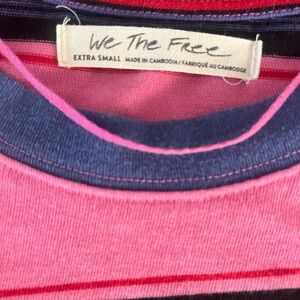 We The Free
EXTRA SMALL MADE IN CAMBODIA / FABRIQUÉ AU CAMBODGE